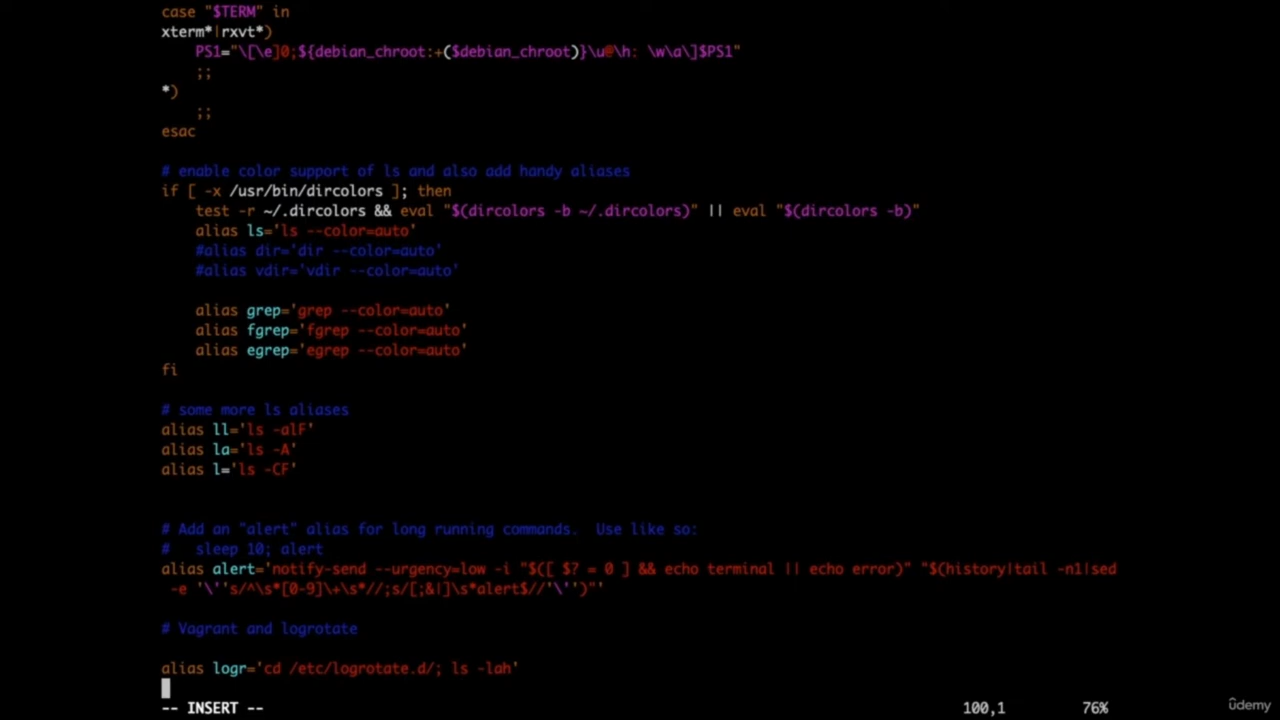 case "$TERM" in
xterm*|rxvt*)
    PS1="\[\e]0;${debian_chroot:+($debian_chroot)}\u@\h: \w\a\]$PS1"
    ;;
*)
    ;;
esac

# enable color support of ls and also add handy aliases
if [ -x /usr/bin/dircolors ]; then
    test -r ~/.dircolors && eval "$(dircolors -b ~/.dircolors)" || eval "$(dircolors -b)"
    alias ls='ls --color=auto'
    #alias dir='dir --color=auto'
    #alias vdir='vdir --color=auto'

    alias grep='grep --color=auto'
    alias fgrep='fgrep --color=auto'
    alias egrep='egrep --color=auto'
fi

# some more ls aliases
alias ll='ls -alF'
alias la='ls -A'
alias l='ls -CF'

# Add an "alert" alias for long running commands.  Use like so:
#   sleep 10; alert
alias alert='notify-send --urgency=low -i "$([ $? = 0 ] && echo terminal || echo error)" "$(history|tail -n1|sed
 -e '\''s/^\s*[0-9]\+\s*//;s/[;&|]\s*alert$//'\'')"'

# Vagrant and logrotate

alias logr='cd /etc/logrotate.d/; ls -lah'
-- INSERT -- 100,1 76%
ûdemy